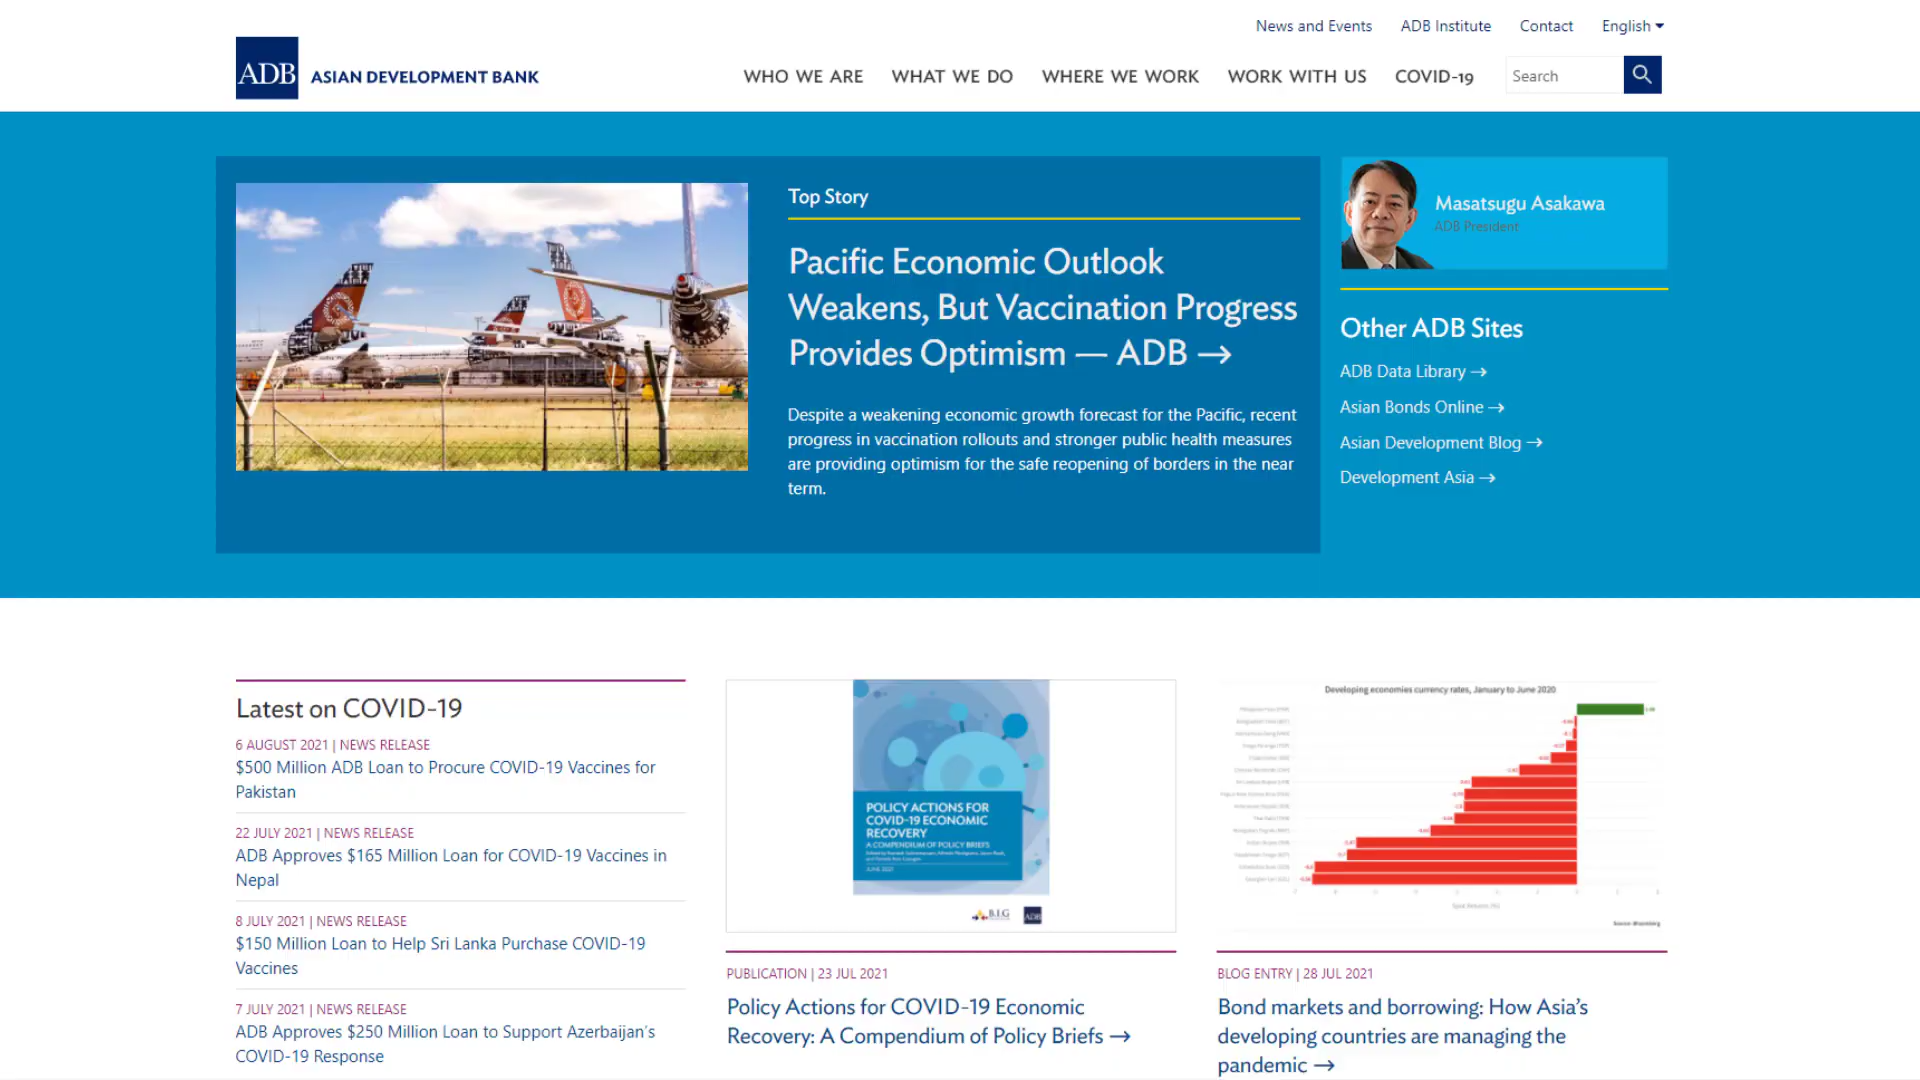 News and Events
ADB Institute
Contact
English
ADB
ASIAN DEVELOPMENT BANK
WHO WE ARE
WHAT WE DO
WHERE WE WORK
WORK WITH US
COVID-19
Search
Top Story
Pacific Economic Outlook
Weakens, But Vaccination Progress
Provides Optimism — ADB →
Despite a weakening economic growth forecast for the Pacific, recent
progress in vaccination rollouts and stronger public health measures
are providing optimism for the safe reopening of borders in the near
term.
Masatsugu Asakawa
ADB President
Other ADB Sites
ADB Data Library →
Asian Bonds Online →
Asian Development Blog →
Development Asia →
Latest on COVID-19
6 AUGUST 2021 | NEWS RELEASE
$500 Million ADB Loan to Procure COVID-19 Vaccines for
Pakistan
22 JULY 2021 | NEWS RELEASE
ADB Approves $165 Million Loan for COVID-19 Vaccines in
Nepal
8 JULY 2021 | NEWS RELEASE
$150 Million Loan to Help Sri Lanka Purchase COVID-19
Vaccines
7 JULY 2021 | NEWS RELEASE
ADB Approves $250 Million Loan to Support Azerbaijan's
COVID-19 Response
POLICY ACTIONS FOR
COVID-19 ECONOMIC
RECOVERY
A COMPENDIUM OF POLICY BRIEFS
JUNE 2021
B.I.G
ADB
PUBLICATION | 23 JUL 2021
Policy Actions for COVID-19 Economic
Recovery: A Compendium of Policy Briefs →
Developing economies currency rates, January to June 2020
Source: Bloomberg
BLOG ENTRY | 28 JUL 2021
Bond markets and borrowing: How Asia's
developing countries are managing the
pandemic →